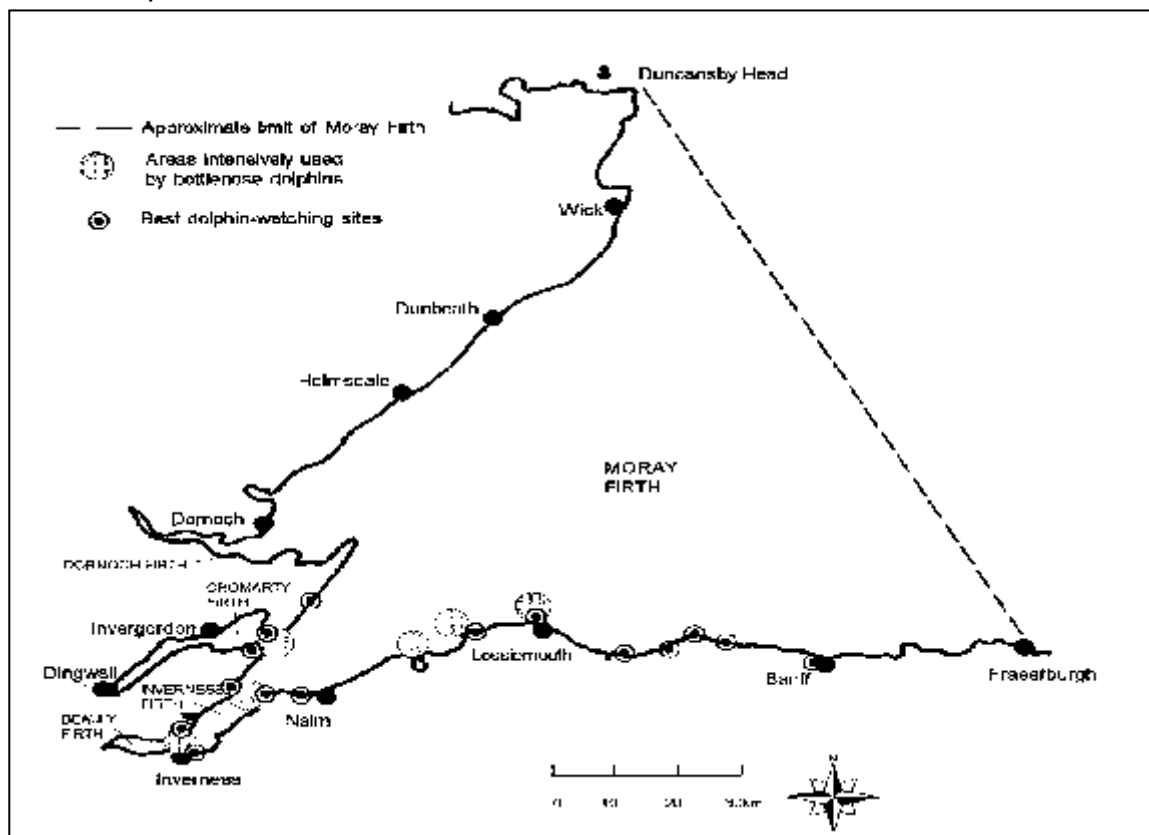 Duncansby Head
Approximate limit of Moray Firth
Areas intensively used
by bottlenose dolphins
Best dolphin-watching sites
Wick
Dunbeath
Helmsdale
MORAY
FIRTH
Dornoch
DORNOCH FIRTH
CROMARTY
FIRTH
Invergordon
Lossiemouth
Dingwall
Banff
Fraserburgh
INVERNESS
FIRTH
Nairn
BEAULY
FIRTH
Inverness
N